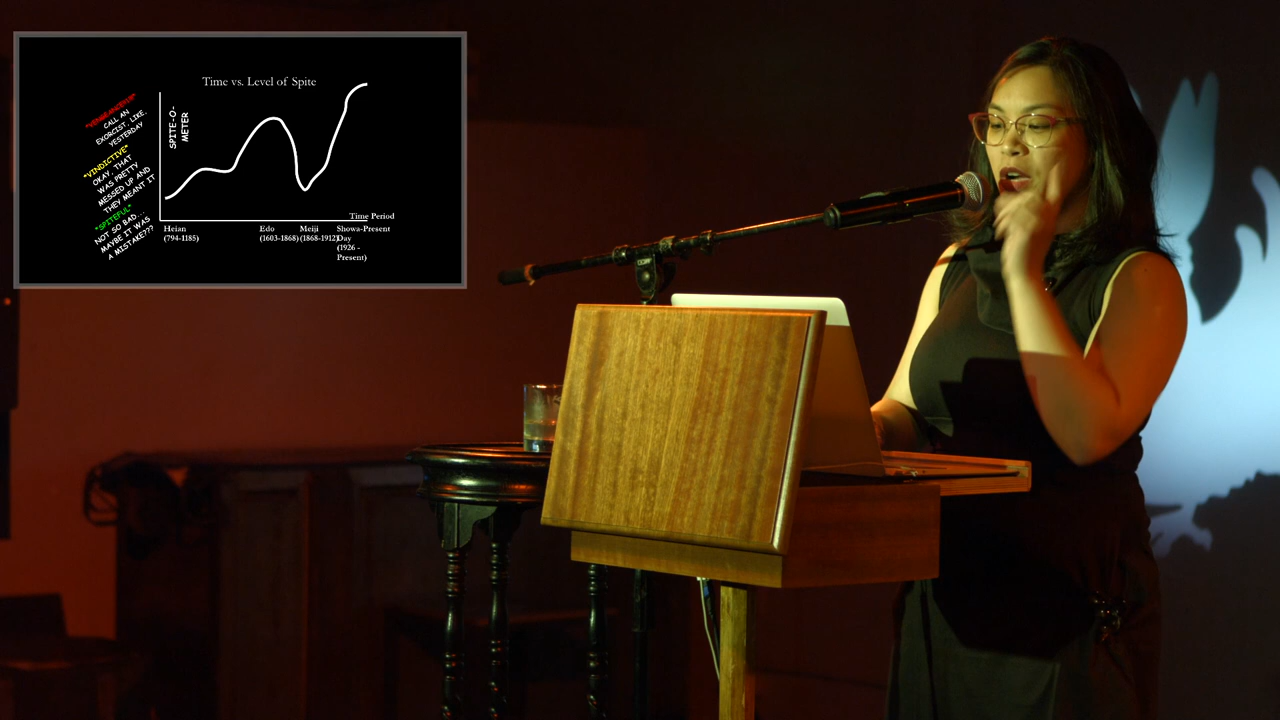 Time vs. Level of Spite
SPITE-O-
METER
"VENGEANCE!!!"
CALL AN
EXORCIST, LIKE,
YESTERDAY
"VINDICTIVE"
OKAY, THAT
WAS PRETTY
MESSED UP AND
THEY MEANT IT
"SPITEFUL"
NOT SO BAD...
MAYBE IT WAS
A MISTAKE???
Time Period
Heian
(794-1185)
Edo
(1603-1868)
Meiji
(1868-1912)
Showa-Present
Day
(1926 -
Present)